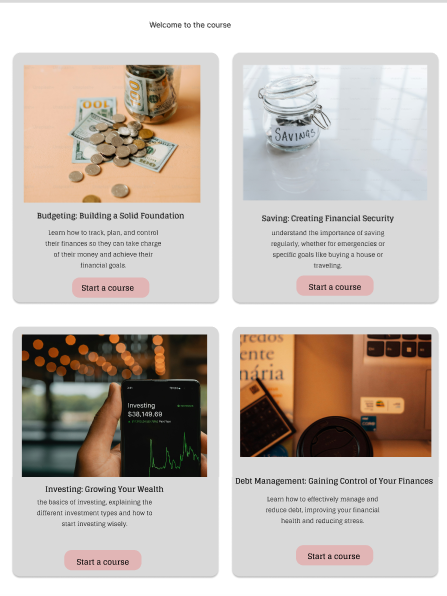 Welcome to the course
100
SAVINGS
Budgeting: Building a Solid Foundation
Learn how to track, plan, and control
their finances so they can take charge
of their money and achieve their
financial goals.
Start a course
Saving: Creating Financial Security
understand the importance of saving
regularly, whether for emergencies or
specific goals like buying a house or
traveling.
Start a course
Investing
$38,149.69
Investing: Growing Your Wealth
the basics of investing, explaining the
different investment types and how to
start investing wisely.
Start a course
redos
ente
nária
Debt Management: Gaining Control of Your Finances
Learn how to effectively manage and
reduce debt, improving your financial
health and reducing stress.
Start a course